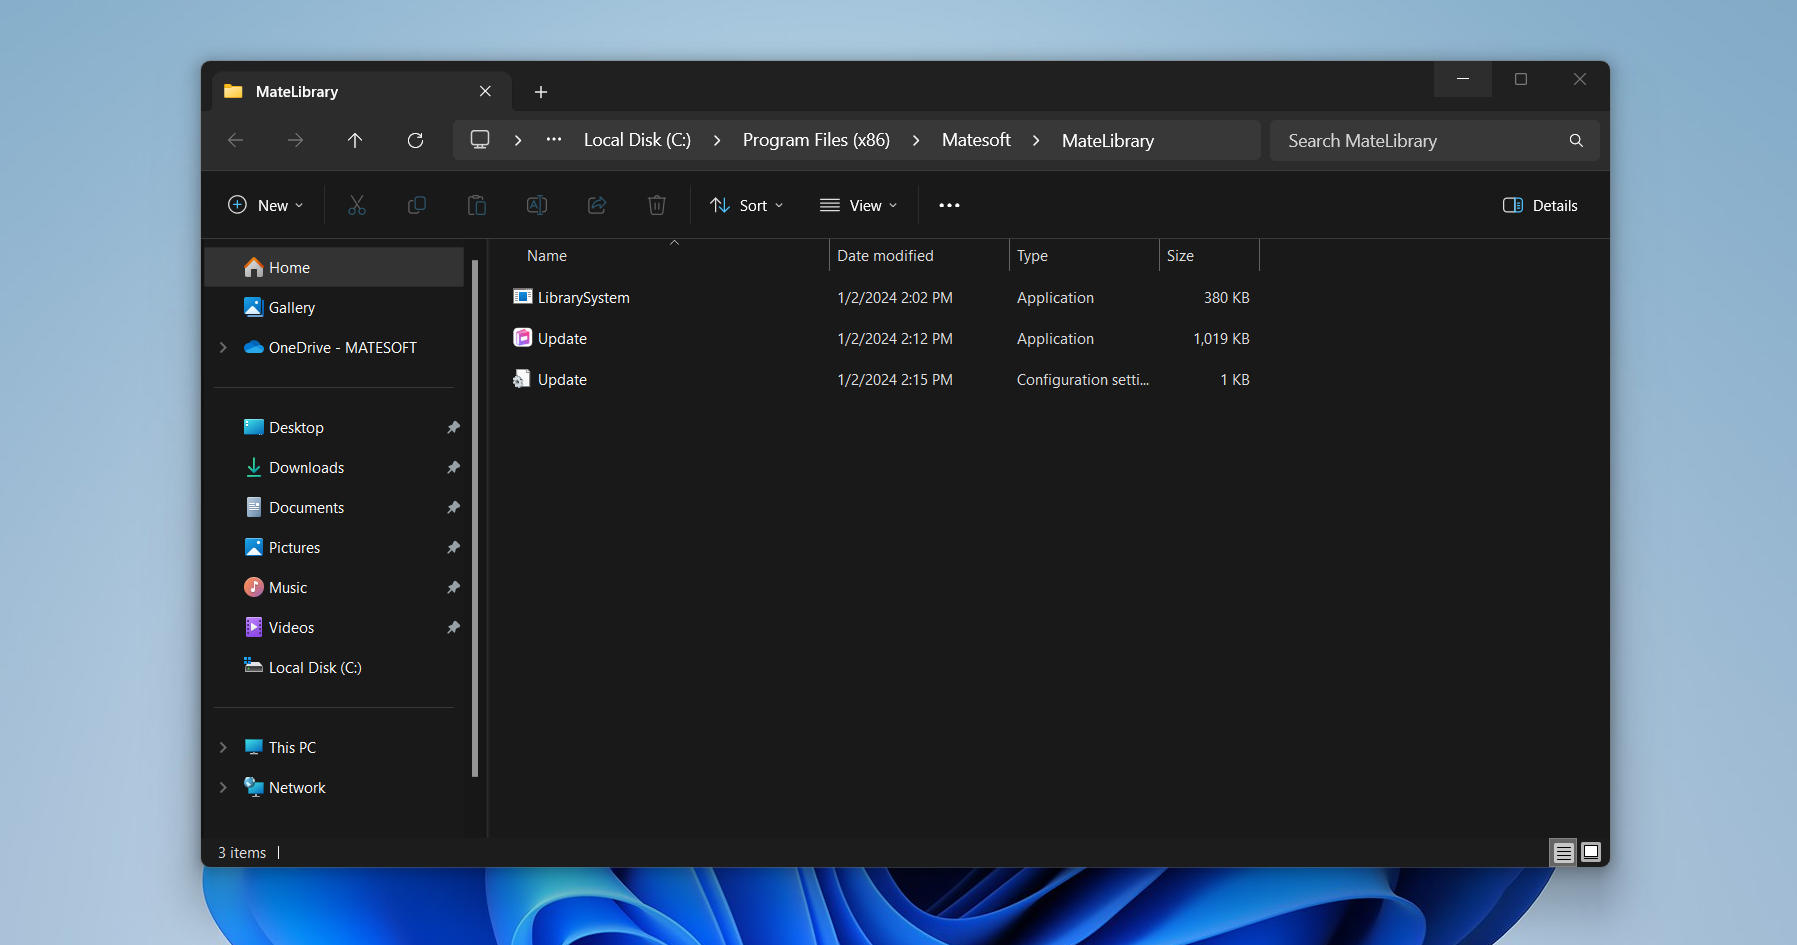 MateLibrary
Local Disk (C:) Program Files (x86) Matesoft MateLibrary Search MateLibrary
New Sort View Details
Home
Gallery
OneDrive - MATESOFT
Desktop
Downloads
Documents
Pictures
Music
Videos
Local Disk (C:)
This PC
Network
Name Date modified Type Size
LibrarySystem 1/2/2024 2:02 PM Application 380 KB
Update 1/2/2024 2:12 PM Application 1,019 KB
Update 1/2/2024 2:15 PM Configuration setti... 1 KB
3 items